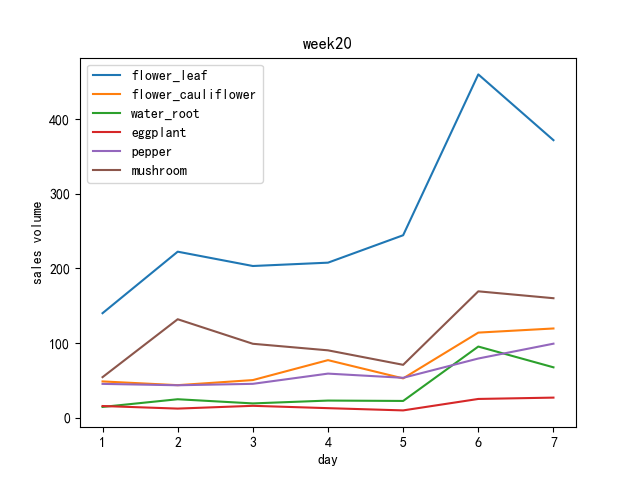 week20
flower_leaf
flower_cauliflower
water_root
eggplant
pepper
mushroom
sales volume
400
300
200
100
0
1 2 3 4 5 6 7
day